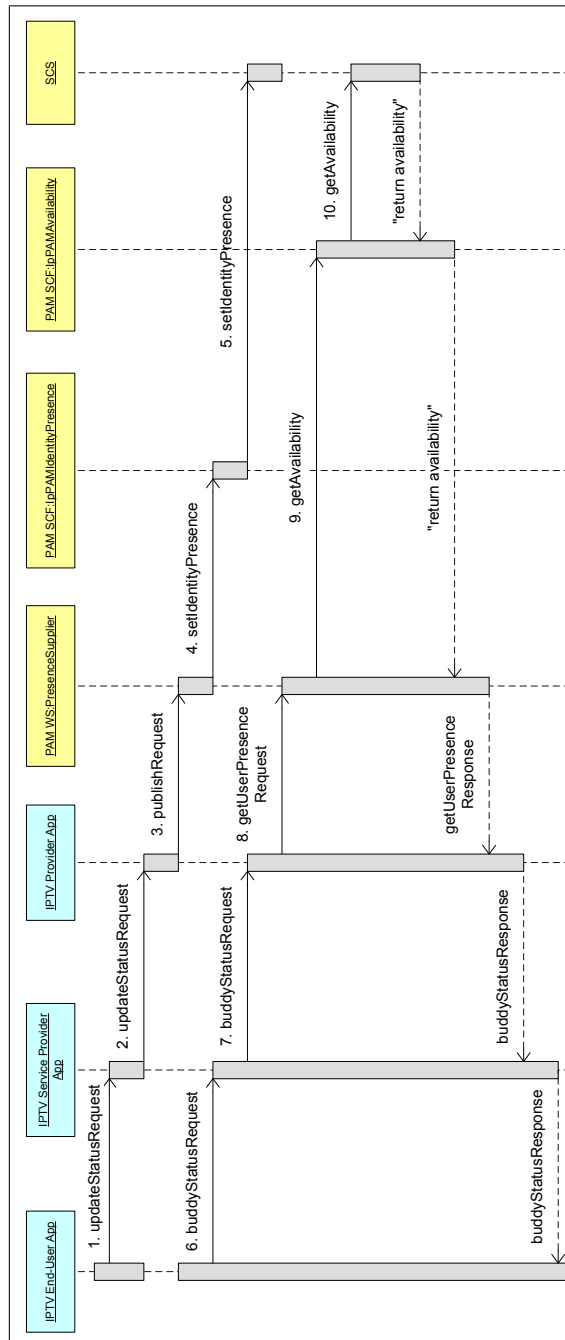 IPTV End-User App
IPTV Service Provider
App
IPTV Provider App
PAM WS:PresenceSupplier
PAM SCF:IpPAMIdentityPresence
PAM SCF:IpPAMAvailability
SCS
1. updateStatusRequest
2. updateStatusRequest
3. publishRequest
4. setIdentityPresence
5. setIdentityPresence
6. buddyStatusRequest
7. buddyStatusRequest
8. getUserPresence
Request
9. getAvailability
10. getAvailability
"return availability"
"return availability"
getUserPresence
Response
buddyStatusResponse
buddyStatusResponse